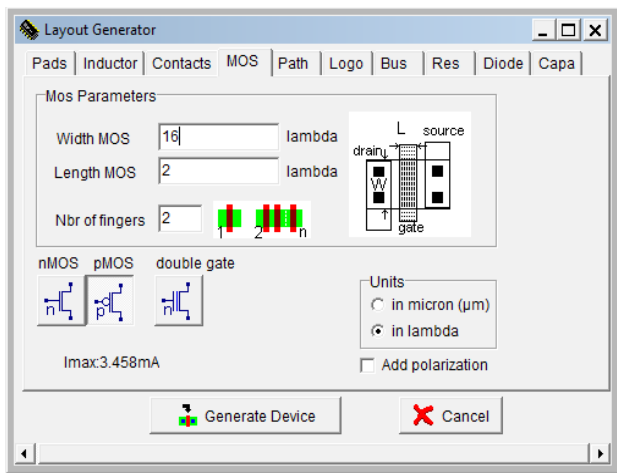 Layout Generator
Pads Inductor Contacts MOS Path Logo Bus Res Diode Capa
Mos Parameters
Width MOS 16 lambda
Length MOS 2 lambda
Nbr of fingers 2
1 2 n
L source
drain
W
gate
nMOS pMOS double gate
n p n
Units
in micron (µm)
in lambda
Imax:3.458mA
Add polarization
Generate Device Cancel